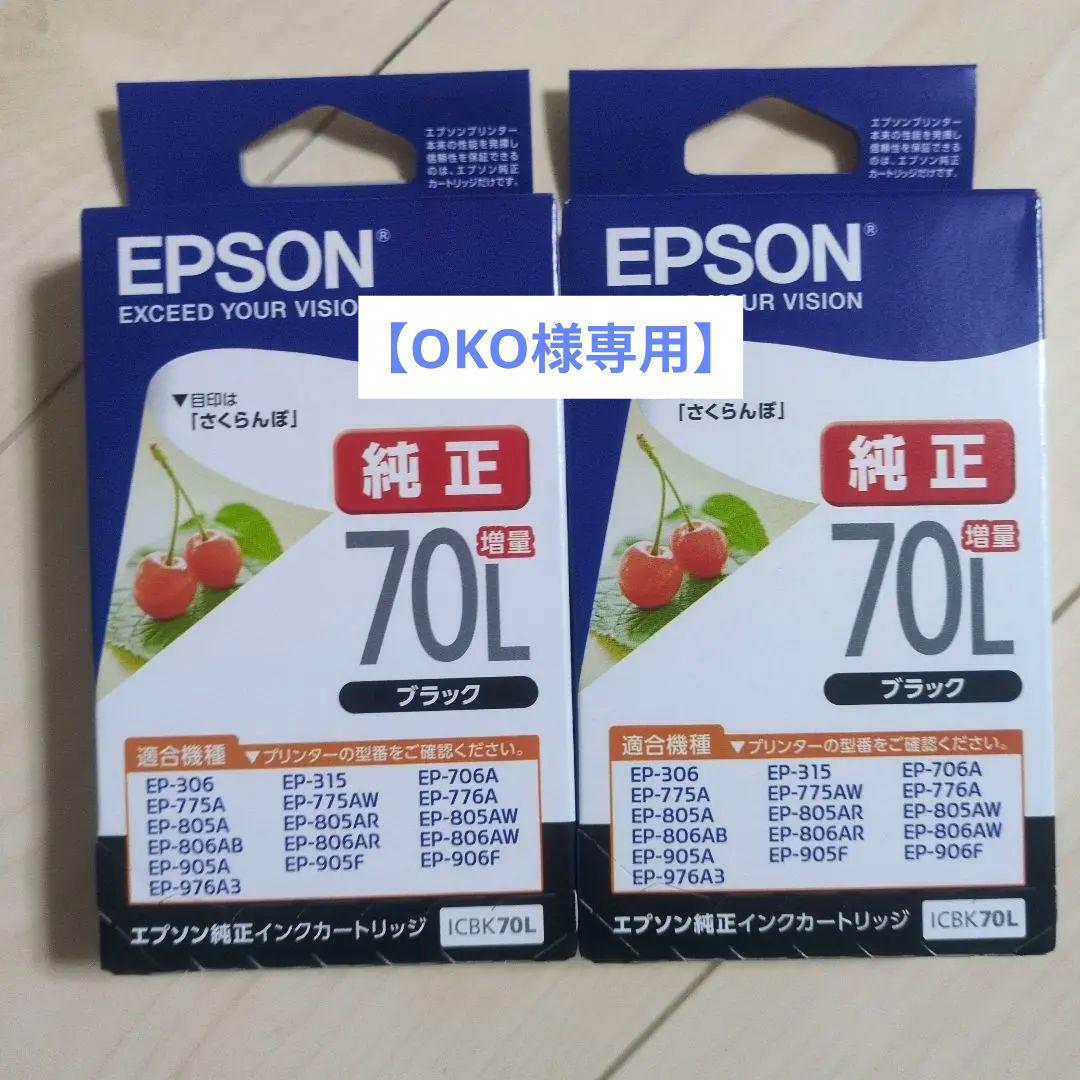 エプソンプリンター
本来の性能を発揮し
信頼性を保証できる
のは、エプソン純正
カートリッジだけです。
EPSON®
EXCEED YOUR VISIO
▼目印は
「さくらんぼ」
純正
70L 増量
ブラック
適合機種 ▼プリンターの型番をご確認ください。
EP-306 EP-315 EP-706A
EP-775A EP-775AW EP-776A
EP-805A EP-805AR EP-805AW
EP-806AB EP-806AR EP-806AW
EP-905A EP-905F EP-906F
EP-976A3
エプソン純正インクカートリッジ ICBK70L
【OKO様専用】
エプソンプリンター
本来の性能を発揮し
信頼性を保証できる
のは、エプソン純正
カートリッジだけです。
EPSON®
YOUR VISION
「さくらんぼ」
純正
70L 増量
ブラック
適合機種 ▼プリンターの型番をご確認ください。
EP-306 EP-315 EP-706A
EP-775A EP-775AW EP-776A
EP-805A EP-805AR EP-805AW
EP-806AB EP-806AR EP-806AW
EP-905A EP-905F EP-906F
EP-976A3
エプソン純正インクカートリッジ ICBK70L